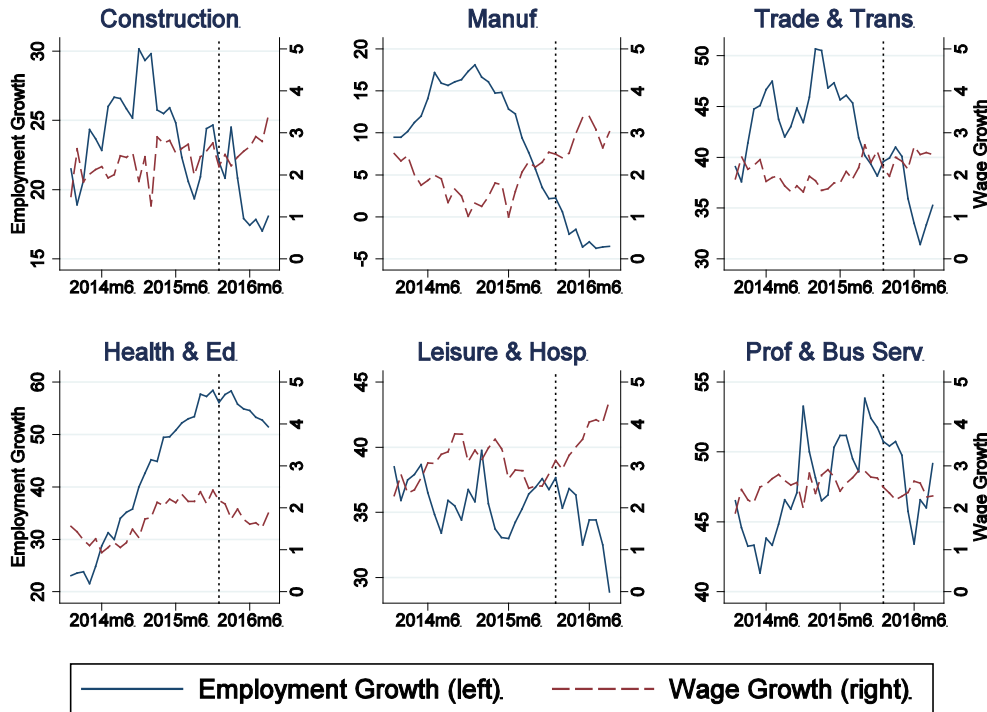 Construction.
Manuf.
Trade & Trans.
Employment Growth
30
25
20
15
5
4
3
2
1
0
2014m6.
2015m6.
2016m6.
20
15
10
5
0
-5
5
4
3
2
1
0
2014m6.
2015m6.
2016m6.
50
45
40
35
30
5
4
3
2
1
0
Wage Growth
2014m6.
2015m6.
2016m6.
Health & Ed.
Leisure & Hosp.
Prof & Bus Serv.
Employment Growth
60
50
40
30
20
5
4
3
2
1
0
2014m6.
2015m6.
2016m6.
45
40
35
30
5
4
3
2
1
0
2014m6.
2015m6.
2016m6.
55
50
45
40
5
4
3
2
1
0
Wage Growth
2014m6.
2015m6.
2016m6.
Employment Growth (left).
Wage Growth (right).